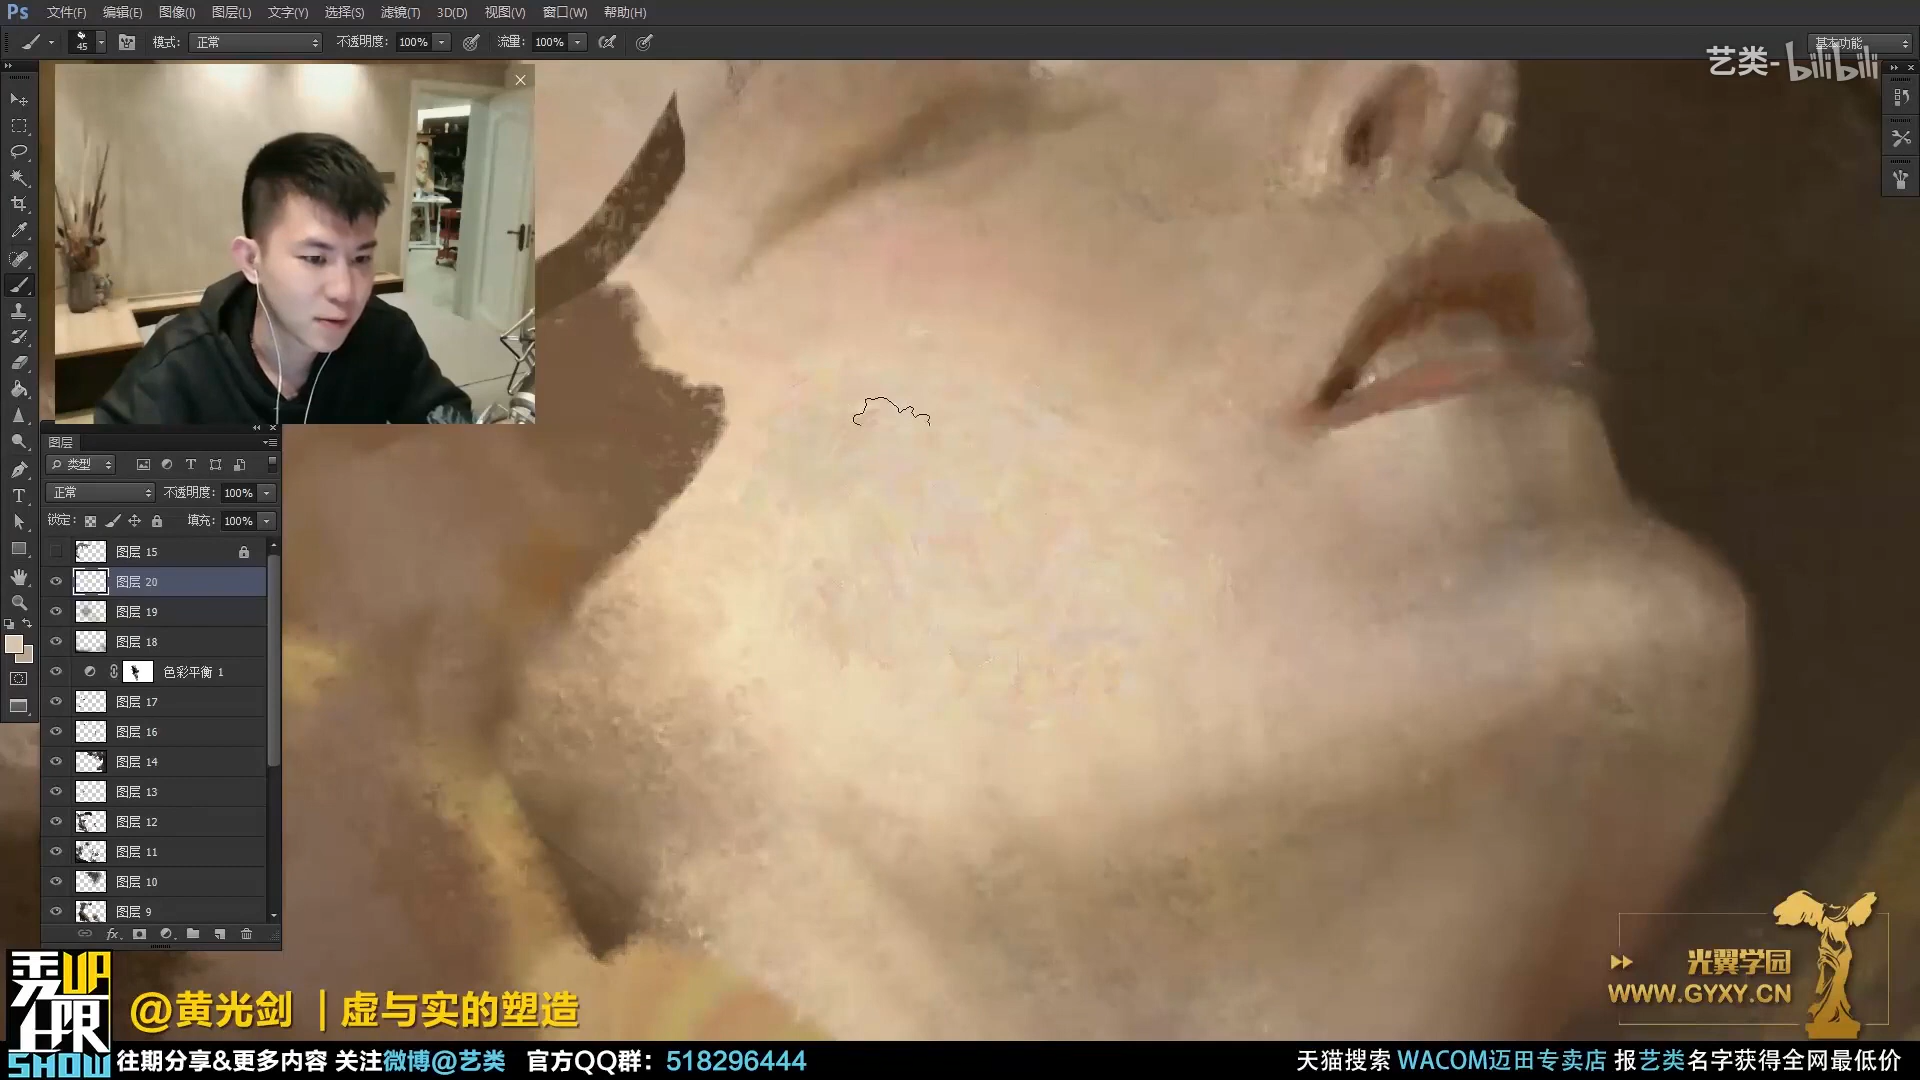 Ps 文件(F) 编辑(E) 图像(I) 图层(L) 文字(Y) 选择(S) 滤镜(T) 3D(D) 视图(V) 窗口(W) 帮助(H)
45 模式: 正常 不透明度: 100% 流量: 100% 基本功能
艺类-bilibili
图层
类型
正常 不透明度: 100%
锁定: 填充: 100%
图层 15
图层 20
图层 19
图层 18
色彩平衡 1
图层 17
图层 16
图层 14
图层 13
图层 12
图层 11
图层 10
图层 9
光翼学园
WWW.GYXY.CN
秀UP
HR
SHOW
@黄光剑 | 虚与实的塑造
往期分享&更多内容 关注微博@艺类 官方QQ群: 518296444
天猫搜索 WACOM迈田专卖店 报艺类名字获得全网最低价